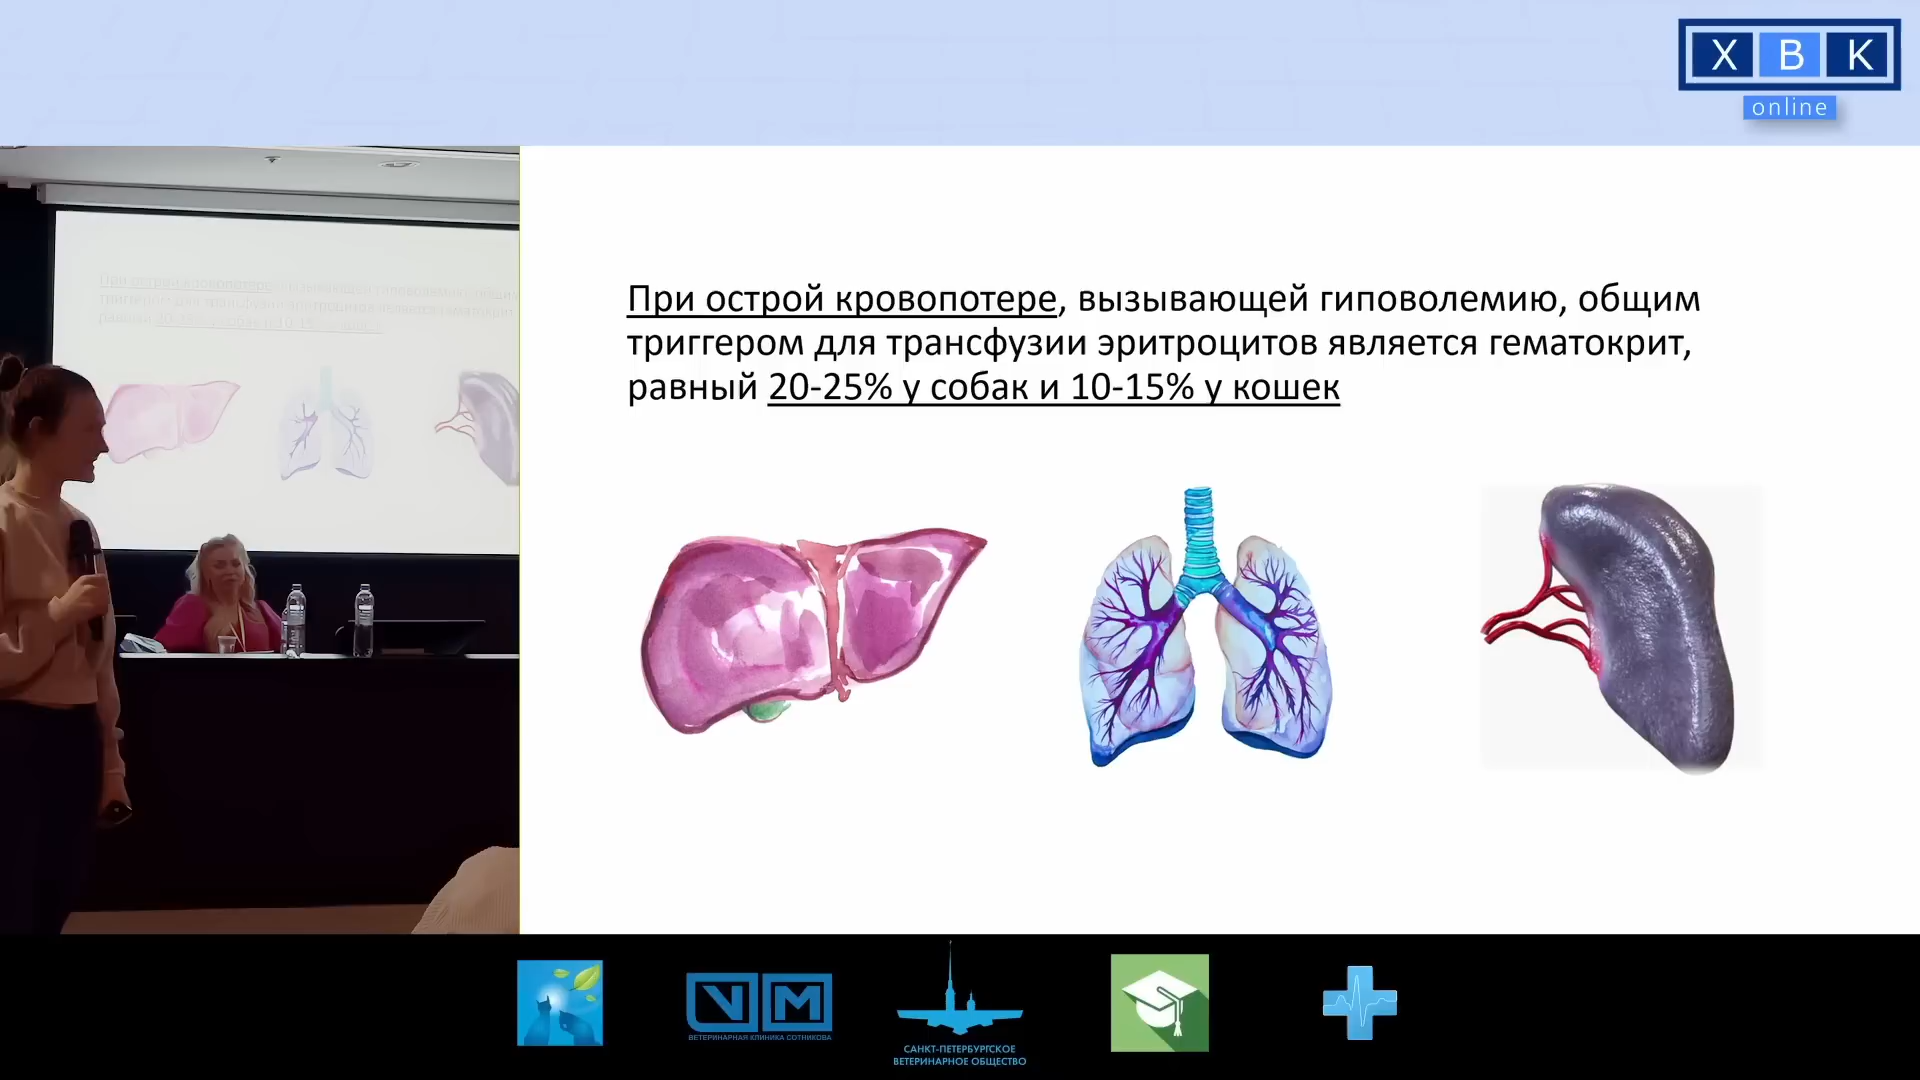 ХВК
online
При острой кровопотере, вызывающей гиповолемию, общим
триггером для трансфузии эритроцитов является гематокрит,
равный 20-25% у собак и 10-15% у кошек
VM
ВЕТЕРИНАРНАЯ КЛИНИКА СОТНИКОВА
САНКТ-ПЕТЕРБУРГСКОЕ
ВЕТЕРИНАРНОЕ ОБЩЕСТВО